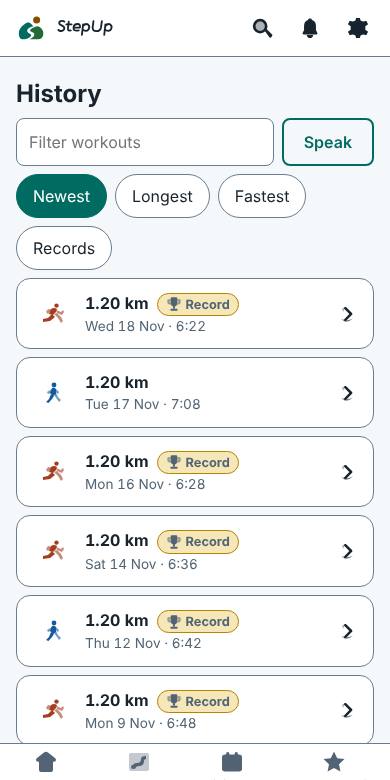 StepUp
History
Filter workouts
Speak
Newest
Longest
Fastest
Records
1.20 km Record
Wed 18 Nov · 6:22
1.20 km
Tue 17 Nov · 7:08
1.20 km Record
Mon 16 Nov · 6:28
1.20 km Record
Sat 14 Nov · 6:36
1.20 km Record
Thu 12 Nov · 6:42
1.20 km Record
Mon 9 Nov · 6:48